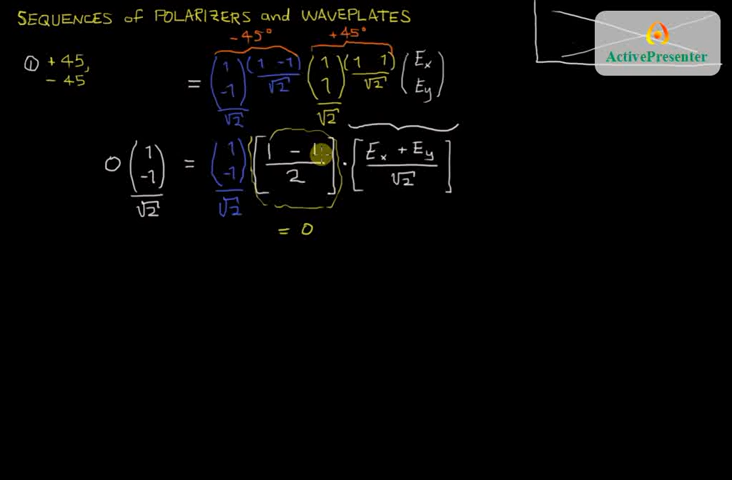 SEQUENCES of POLARIZERS and WAVEPLATES
ActivePresenter
-45° +45°
① +45,
-45
= (1 -1)/√2 (1 -1)/√2 (1 1)/√2 (1 1)/√2 (Ex Ey)
0 (1 -1)/√2 = (1 -1)/√2 [1 - 1 / 2] · [Ex + Ey / √2]
= 0